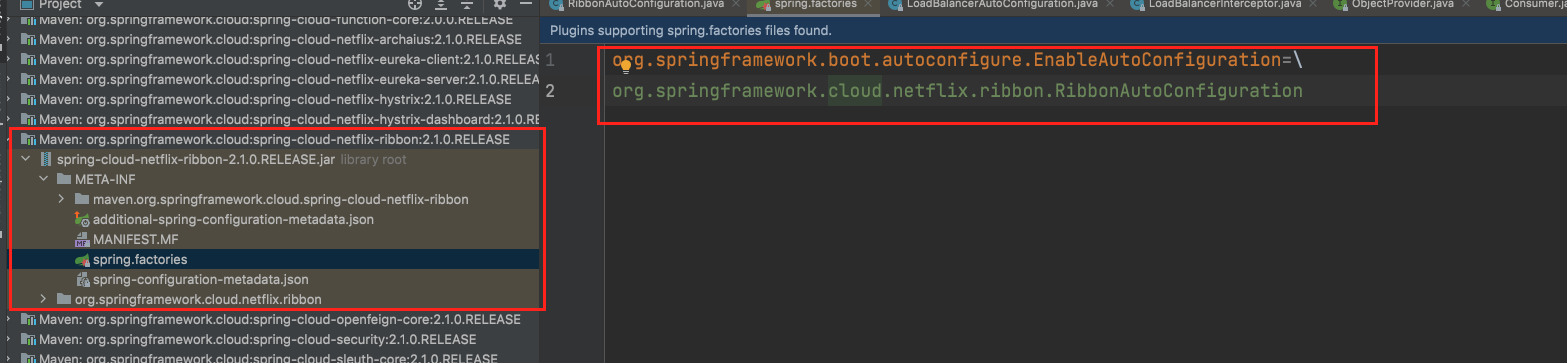 Project
RibbonAutoConfiguration.java
spring.factories
LoadBalancerAutoConfiguration.java
LoadBalancerInterceptor.java
ObjectProvider.java
Consumer.j
Maven: org.springframework.cloud:spring-cloud-function-core:2.0.0.RELEASE
Maven: org.springframework.cloud:spring-cloud-netflix-archaius:2.1.0.RELEASE
Maven: org.springframework.cloud:spring-cloud-netflix-eureka-client:2.1.0.RELEASE
Maven: org.springframework.cloud:spring-cloud-netflix-eureka-server:2.1.0.RELEASE
Maven: org.springframework.cloud:spring-cloud-netflix-hystrix:2.1.0.RELEASE
Maven: org.springframework.cloud:spring-cloud-netflix-hystrix-dashboard:2.1.0.RE
Maven: org.springframework.cloud:spring-cloud-netflix-ribbon:2.1.0.RELEASE
spring-cloud-netflix-ribbon-2.1.0.RELEASE.jar library root
META-INF
maven.org.springframework.cloud.spring-cloud-netflix-ribbon
additional-spring-configuration-metadata.json
MANIFEST.MF
spring.factories
spring-configuration-metadata.json
org.springframework.cloud.netflix.ribbon
Maven: org.springframework.cloud:spring-cloud-openfeign-core:2.1.0.RELEASE
Maven: org.springframework.cloud:spring-cloud-security:2.1.0.RELEASE
Maven: org.springframework.cloud:spring-cloud-sleuth-core:2.1.0.RELEASE
Plugins supporting spring.factories files found.
1 org.springframework.boot.autoconfigure.EnableAutoConfiguration=\
2 org.springframework.cloud.netflix.ribbon.RibbonAutoConfiguration